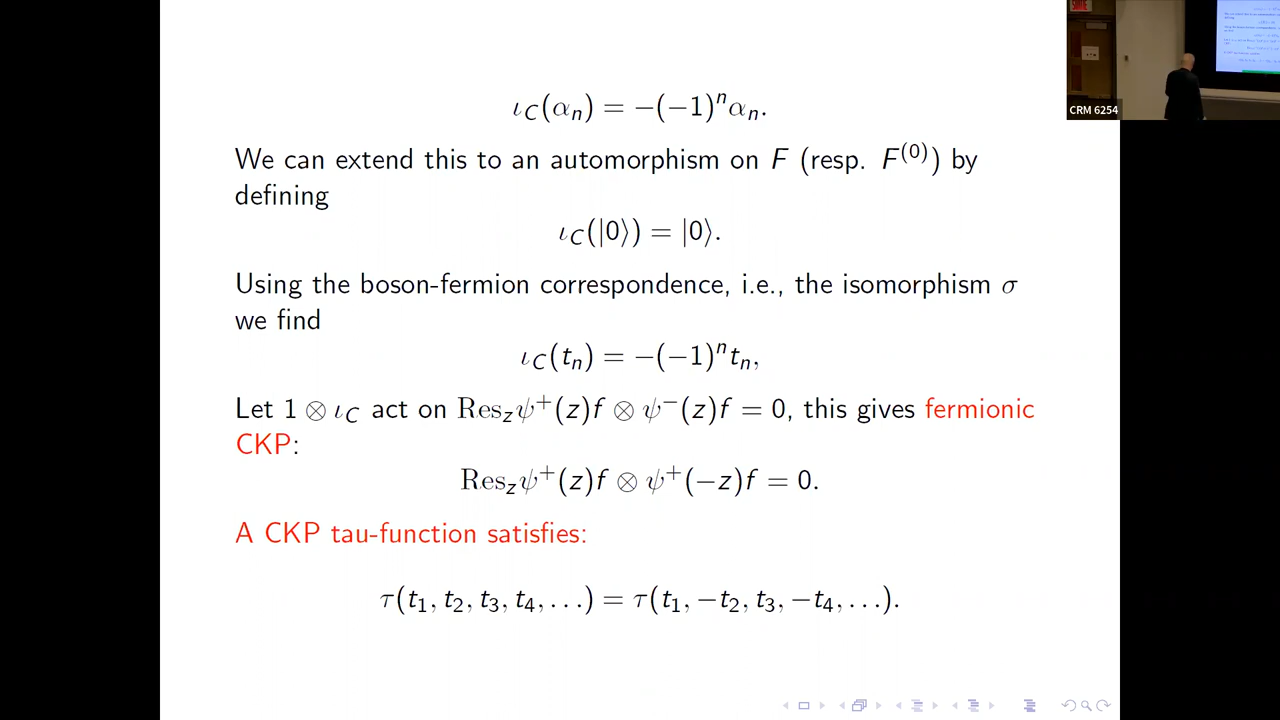 ι_C(α_n) = −(−1)^n α_n.
We can extend this to an automorphism on F (resp. F^(0)) by
defining
ι_C(|0⟩) = |0⟩.
Using the boson-fermion correspondence, i.e., the isomorphism σ
we find
ι_C(t_n) = −(−1)^n t_n,
Let 1 ⊗ ι_C act on Res_z ψ^+(z)f ⊗ ψ^−(z)f = 0, this gives fermionic
CKP:
Res_z ψ^+(z)f ⊗ ψ^+(−z)f = 0.
A CKP tau-function satisfies:
τ(t_1, t_2, t_3, t_4, . . .) = τ(t_1, −t_2, t_3, −t_4, . . .).
CRM 6254